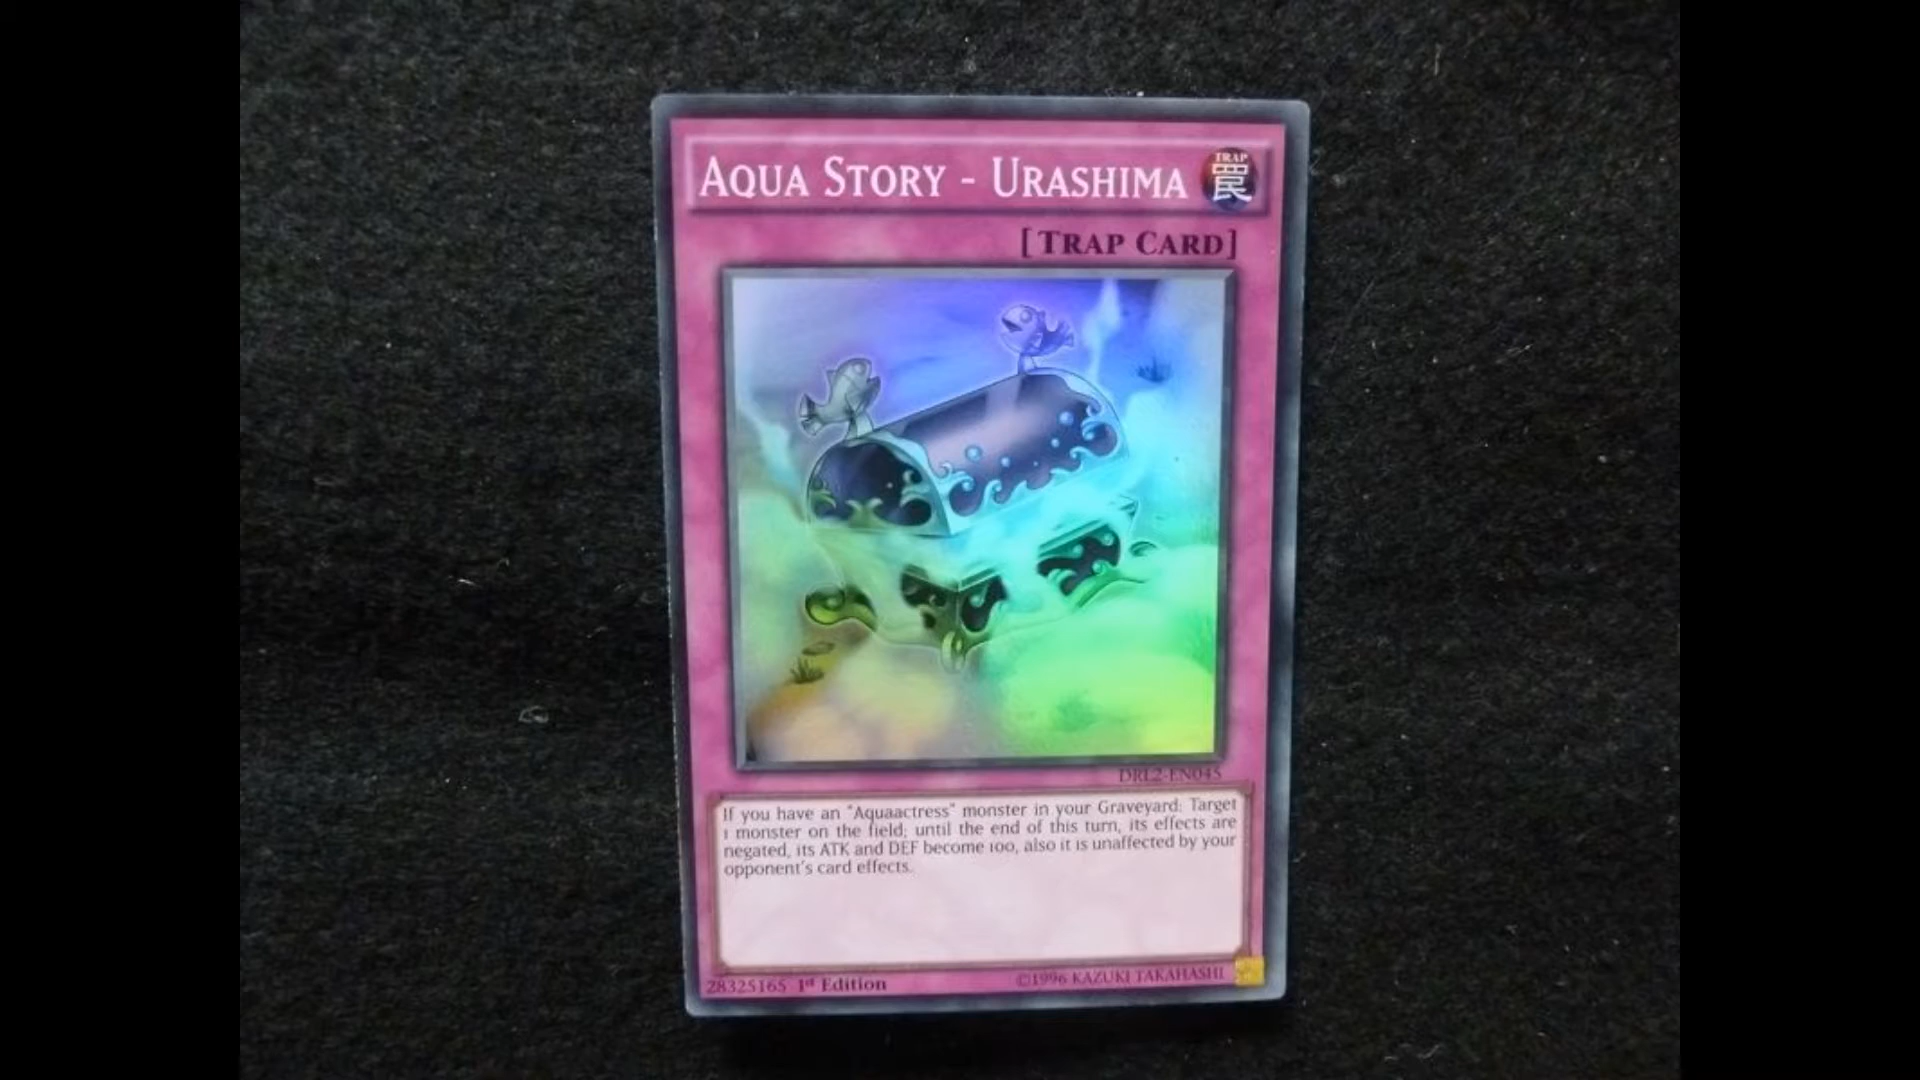 AQUA STORY - URASHIMA
TRAP
罠
[TRAP CARD]
DRL2-EN045
If you have an "Aquaactress" monster in your Graveyard: Target
1 monster on the field; until the end of this turn, its effects are
negated, its ATK and DEF become 100, also it is unaffected by your
opponent's card effects.
28325165 1st Edition
©1996 KAZUKI TAKAHASHI